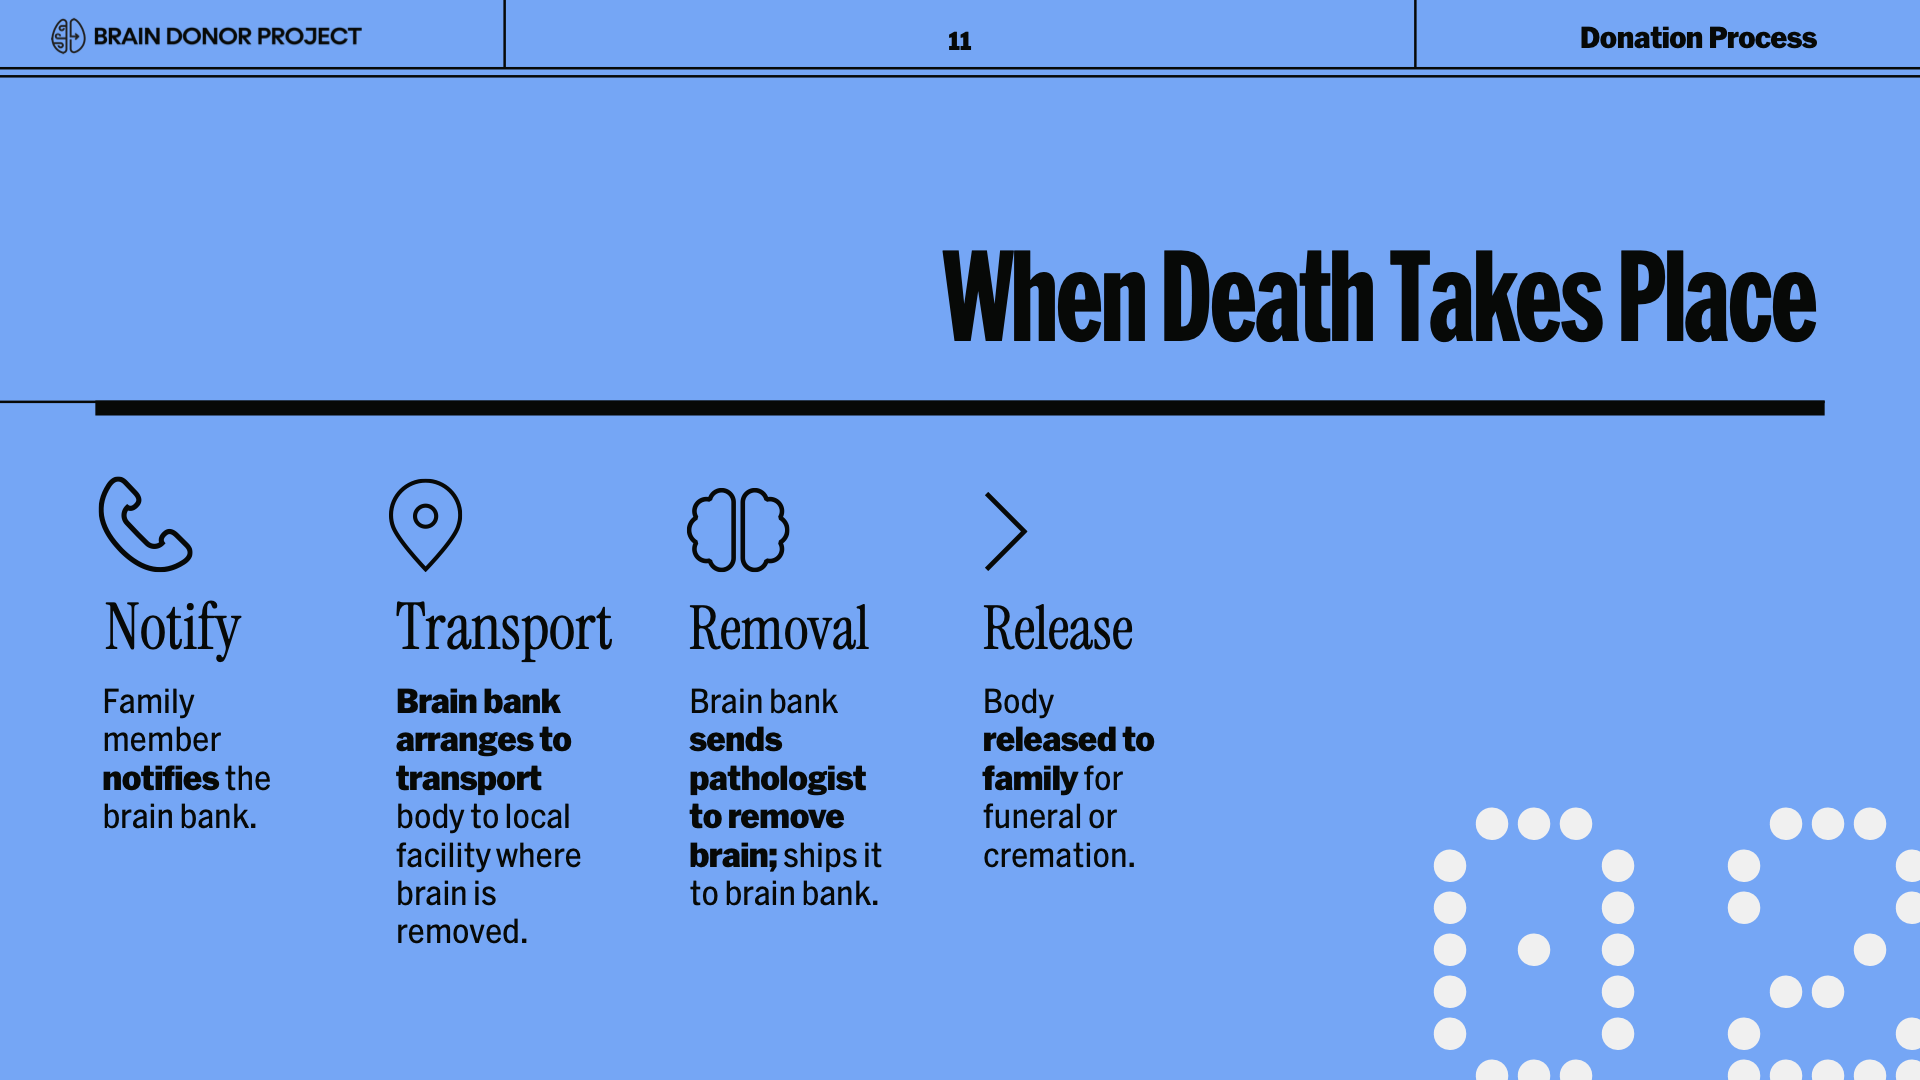 BRAIN DONOR PROJECT
11
Donation Process
When Death Takes Place
Notify
Family
member
notifies the
brain bank.
Transport
Brain bank
arranges to
transport
body to local
facility where
brain is
removed.
Removal
Brain bank
sends
pathologist
to remove
brain; ships it
to brain bank.
Release
Body
released to
family for
funeral or
cremation.
02